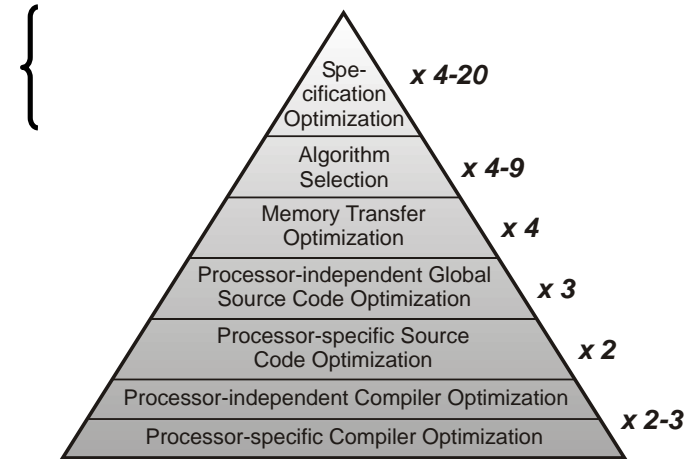 Spe-
cification
Optimization
x 4-20
Algorithm
Selection
x 4-9
Memory Transfer
Optimization
x 4
Processor-independent Global
Source Code Optimization
x 3
Processor-specific Source
Code Optimization
x 2
Processor-independent Compiler Optimization
x 2-3
Processor-specific Compiler Optimization